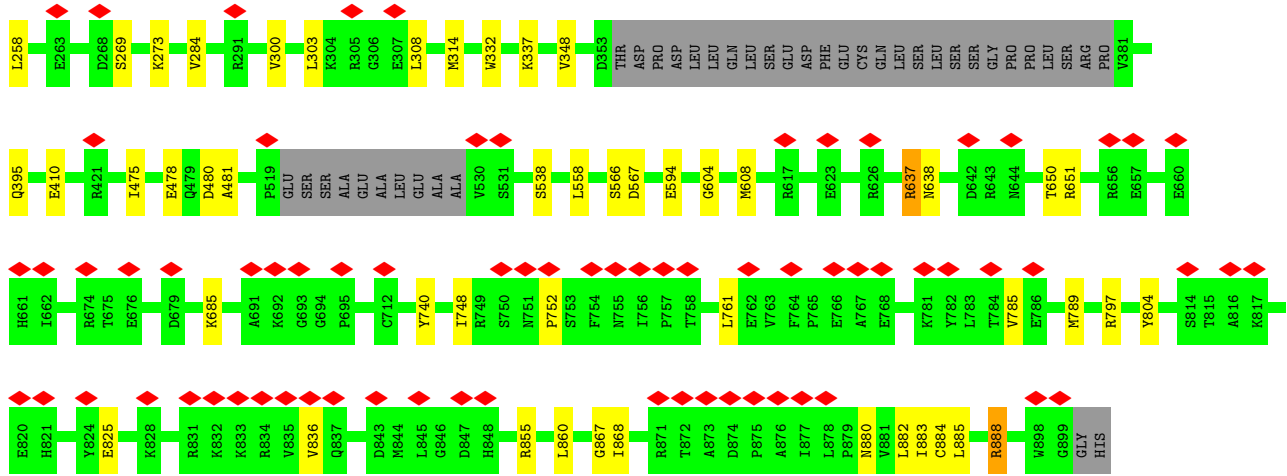 L258 E263 D268 S269 K273 V284 R291 V300 L303 K304 R305 G306 E307 L308 M314 W332 K337 V348 D353 THR ASP PRO ASP LEU LEU GLN LEU SER GLU ASP PHE GLU CYS GLN LEU SER LEU SER SER GLY PRO PRO LEU SER ARG PRO V381
Q395 E410 R421 I475 E478 Q479 D480 A481 P519 GLU SER SER ALA GLU ALA LEU GLU ALA ALA V530 S531 S538 L558 S566 D567 E594 G604 M608 R617 E623 R626 R637 N638 D642 R643 N644 T650 R651 R656 E657 E660
H661 I662 R674 T675 E676 D679 K685 A691 K692 G693 G694 P695 C712 Y740 I748 R749 S750 N751 P752 S753 F754 N755 I756 P757 T758 L761 E762 V763 F764 P765 E766 A767 E768 K781 Y782 L783 T784 V785 E786 M789 R797 Y804 S814 T815 A816 K817
E820 H821 Y824 E825 K828 R831 K832 K833 R834 V835 V836 Q837 D843 M844 L845 G846 D847 H848 R855 L860 G867 I868 R871 T872 A873 D874 P875 A876 I877 L878 P879 N880 V881 L882 I883 C884 L885 R888 W898 G899 GLY HIS